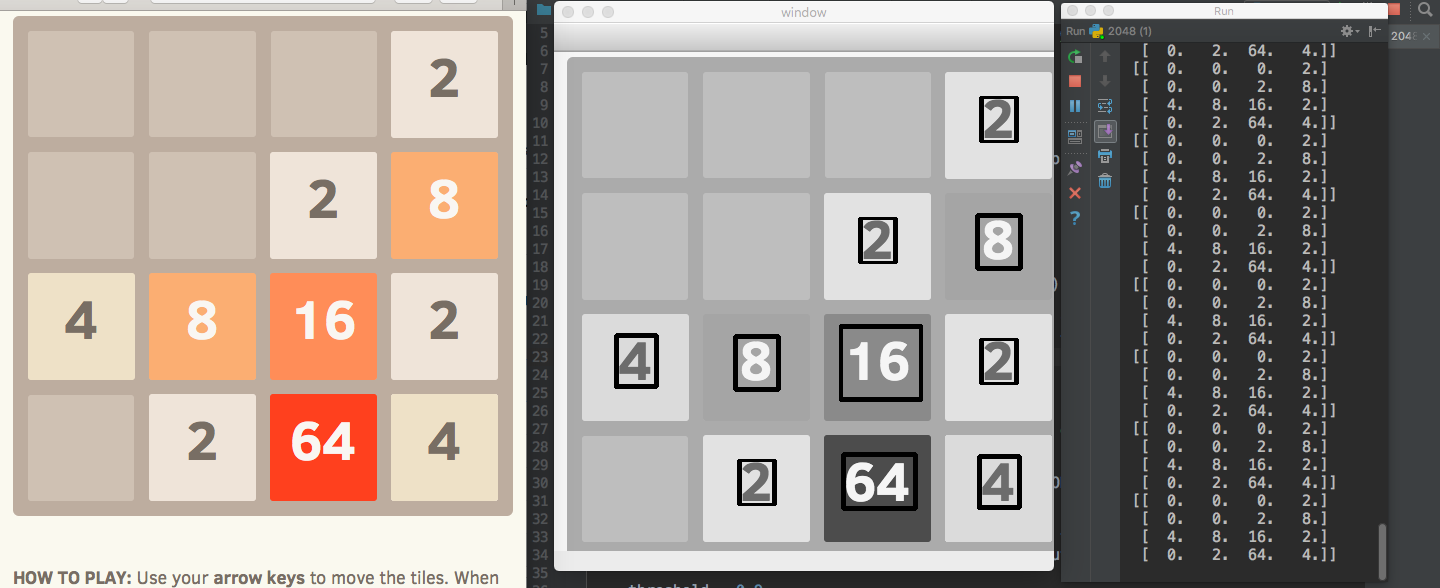 2
2 8
4 8 16 2
2 64 4
HOW TO PLAY: Use your arrow keys to move the tiles. When
5
6
7
8
9
10
11
12
13
14
15
16
17
18
19
20
21
22
23
24
25
26
27
28
29
30
31
32
33
34
35
window
2
2 8
4 8 16 2
2 64 4
Run
Run 2048 (1)
[ 0. 2. 64. 4.]]
[[ 0. 0. 0. 2.]
[ 0. 0. 2. 8.]
[ 4. 8. 16. 2.]
[ 0. 2. 64. 4.]]
[[ 0. 0. 0. 2.]
[ 0. 0. 2. 8.]
[ 4. 8. 16. 2.]
[ 0. 2. 64. 4.]]
[[ 0. 0. 0. 2.]
[ 0. 0. 2. 8.]
[ 4. 8. 16. 2.]
[ 0. 2. 64. 4.]]
[[ 0. 0. 0. 2.]
[ 0. 0. 2. 8.]
[ 4. 8. 16. 2.]
[ 0. 2. 64. 4.]]
[[ 0. 0. 0. 2.]
[ 0. 0. 2. 8.]
[ 4. 8. 16. 2.]
[ 0. 2. 64. 4.]]
[[ 0. 0. 0. 2.]
[ 0. 0. 2. 8.]
[ 4. 8. 16. 2.]
[ 0. 2. 64. 4.]]
[[ 0. 0. 0. 2.]
[ 0. 0. 2. 8.]
[ 4. 8. 16. 2.]
[ 0. 2. 64. 4.]]